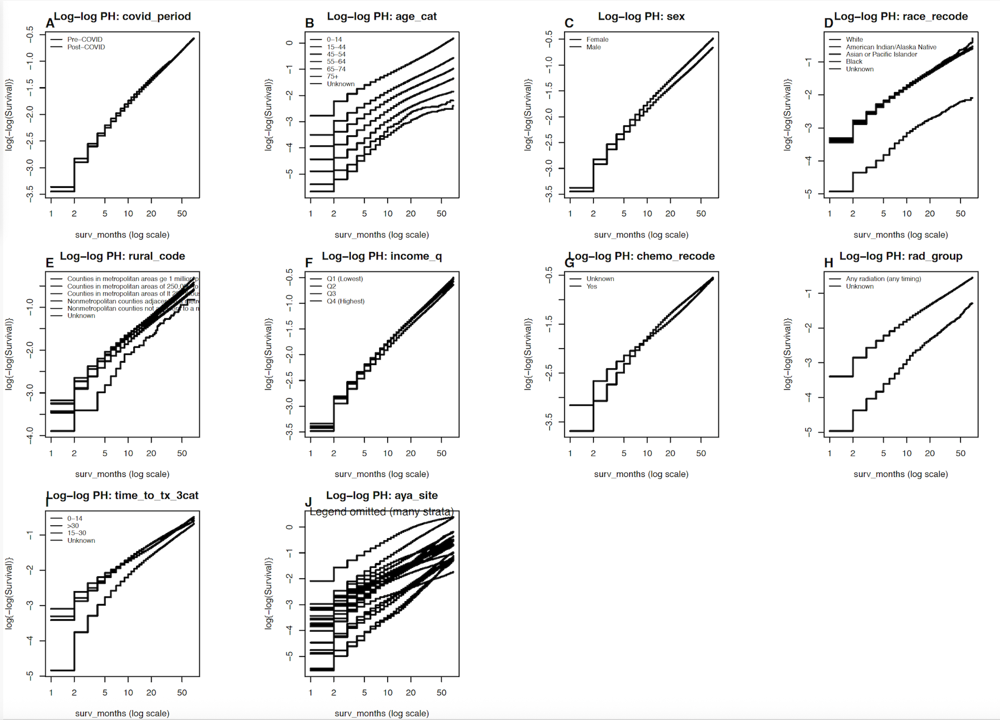 A Log−log PH: covid_period
log{−log(Survival)}
−0.5
−1.0
−1.5
−2.0
−2.5
−3.0
−3.5
Pre−COVID
Post−COVID
1 2 5 10 20 50
surv_months (log scale)
B Log−log PH: age_cat
log{−log(Survival)}
0
−1
−2
−3
−4
−5
0−14
15−44
45−54
55−64
65−74
75+
Unknown
1 2 5 10 20 50
surv_months (log scale)
C Log−log PH: sex
log{−log(Survival)}
−0.5
−1.0
−1.5
−2.0
−2.5
−3.0
−3.5
Female
Male
1 2 5 10 20 50
surv_months (log scale)
D Log−log PH: race_recode
log{−log(Survival)}
−1
−2
−3
−4
−5
White
American Indian/Alaska Native
Asian or Pacific Islander
Black
Unknown
1 2 5 10 20 50
surv_months (log scale)
E Log−log PH: rural_code
log{−log(Survival)}
−1.0
−2.0
−3.0
−4.0
Counties in metropolitan areas ge 1 million p
Counties in metropolitan areas of
Counties in metropolitan areas of lt
Nonmetropolitan counties
Nonmetropolitan counties not to a
Unknown
1 2 5 10 20 50
surv_months (log scale)
F Log−log PH: income_q
log{−log(Survival)}
−0.5
−1.0
−1.5
−2.0
−2.5
−3.0
−3.5
Q1 (Lowest)
Q2
Q3
Q4 (Highest)
1 2 5 10 20 50
surv_months (log scale)
G Log−log PH: chemo_recode
log{−log(Survival)}
−0.5
−1.5
−2.5
−3.5
Unknown
Yes
1 2 5 10 20 50
surv_months (log scale)
H Log−log PH: rad_group
log{−log(Survival)}
−1
−2
−3
−4
−5
Any radiation (any timing)
Unknown
1 2 5 10 20 50
surv_months (log scale)
I Log−log PH: time_to_tx_3cat
log{−log(Survival)}
−1
−2
−3
−4
−5
0−14
>30
15−30
Unknown
1 2 5 10 20 50
surv_months (log scale)
J Log−log PH: aya_site
Legend omitted (many strata)
log{−log(Survival)}
0
−1
−2
−3
−4
−5
1 2 5 10 20 50
surv_months (log scale)